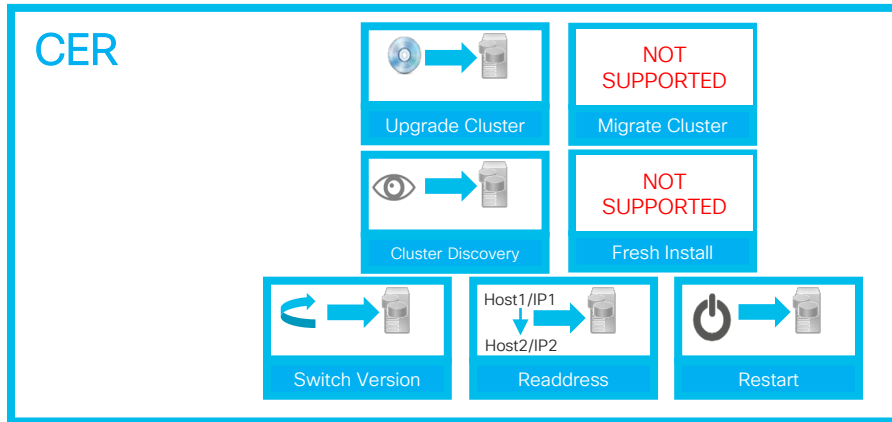 CER
NOT
SUPPORTED
Upgrade Cluster
Migrate Cluster
NOT
SUPPORTED
Cluster Discovery
Fresh Install
Host1/IP1
Host2/IP2
Switch Version
Readdress
Restart